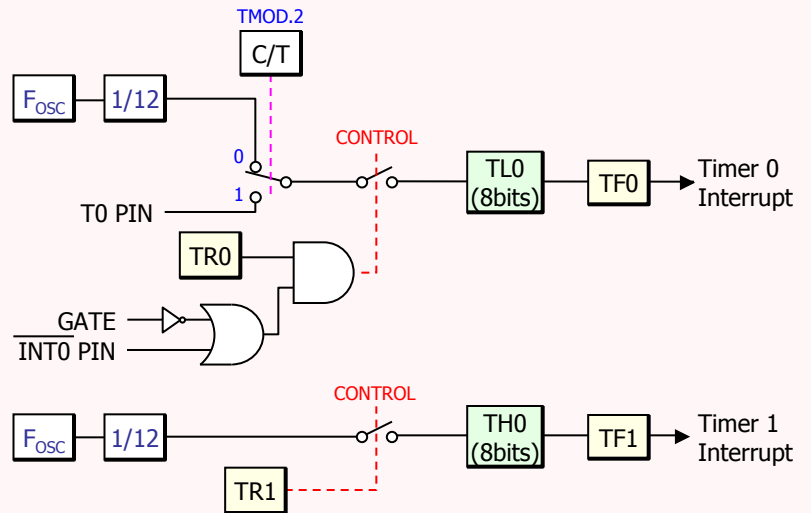 TMOD.2
C/T
FOSC
1/12
CONTROL
0
1
T0 PIN
TL0
(8bits)
TF0
Timer 0
Interrupt
TR0
GATE
INT0 PIN
CONTROL
FOSC
1/12
TH0
(8bits)
TF1
Timer 1
Interrupt
TR1